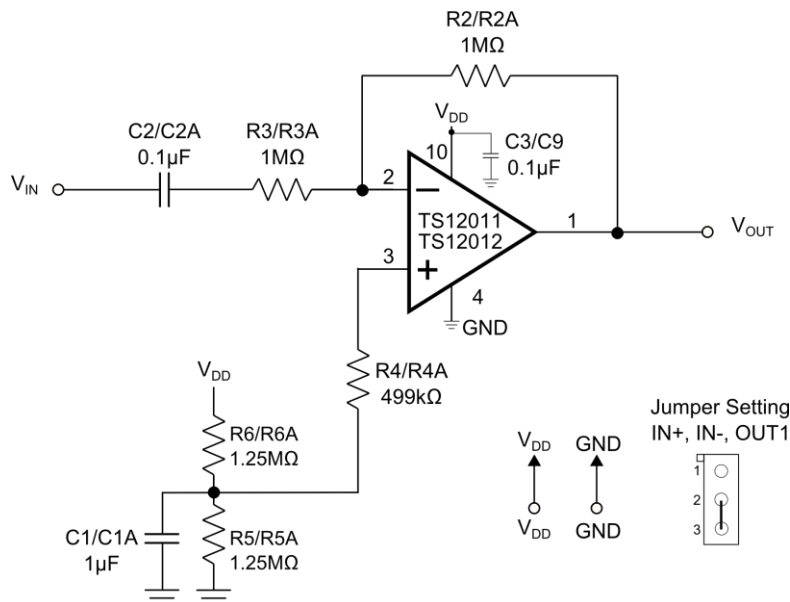 R2/R2A
1MΩ
VDD
C2/C2A
0.1µF
R3/R3A
1MΩ
C3/C9
0.1µF
10
VIN
2
TS12011
TS12012
1
VOUT
3
4
GND
VDD
R4/R4A
499kΩ
R6/R6A
1.25MΩ
C1/C1A
1µF
R5/R5A
1.25MΩ
VDD
GND
VDD
GND
Jumper Setting
IN+, IN-, OUT1
1
2
3